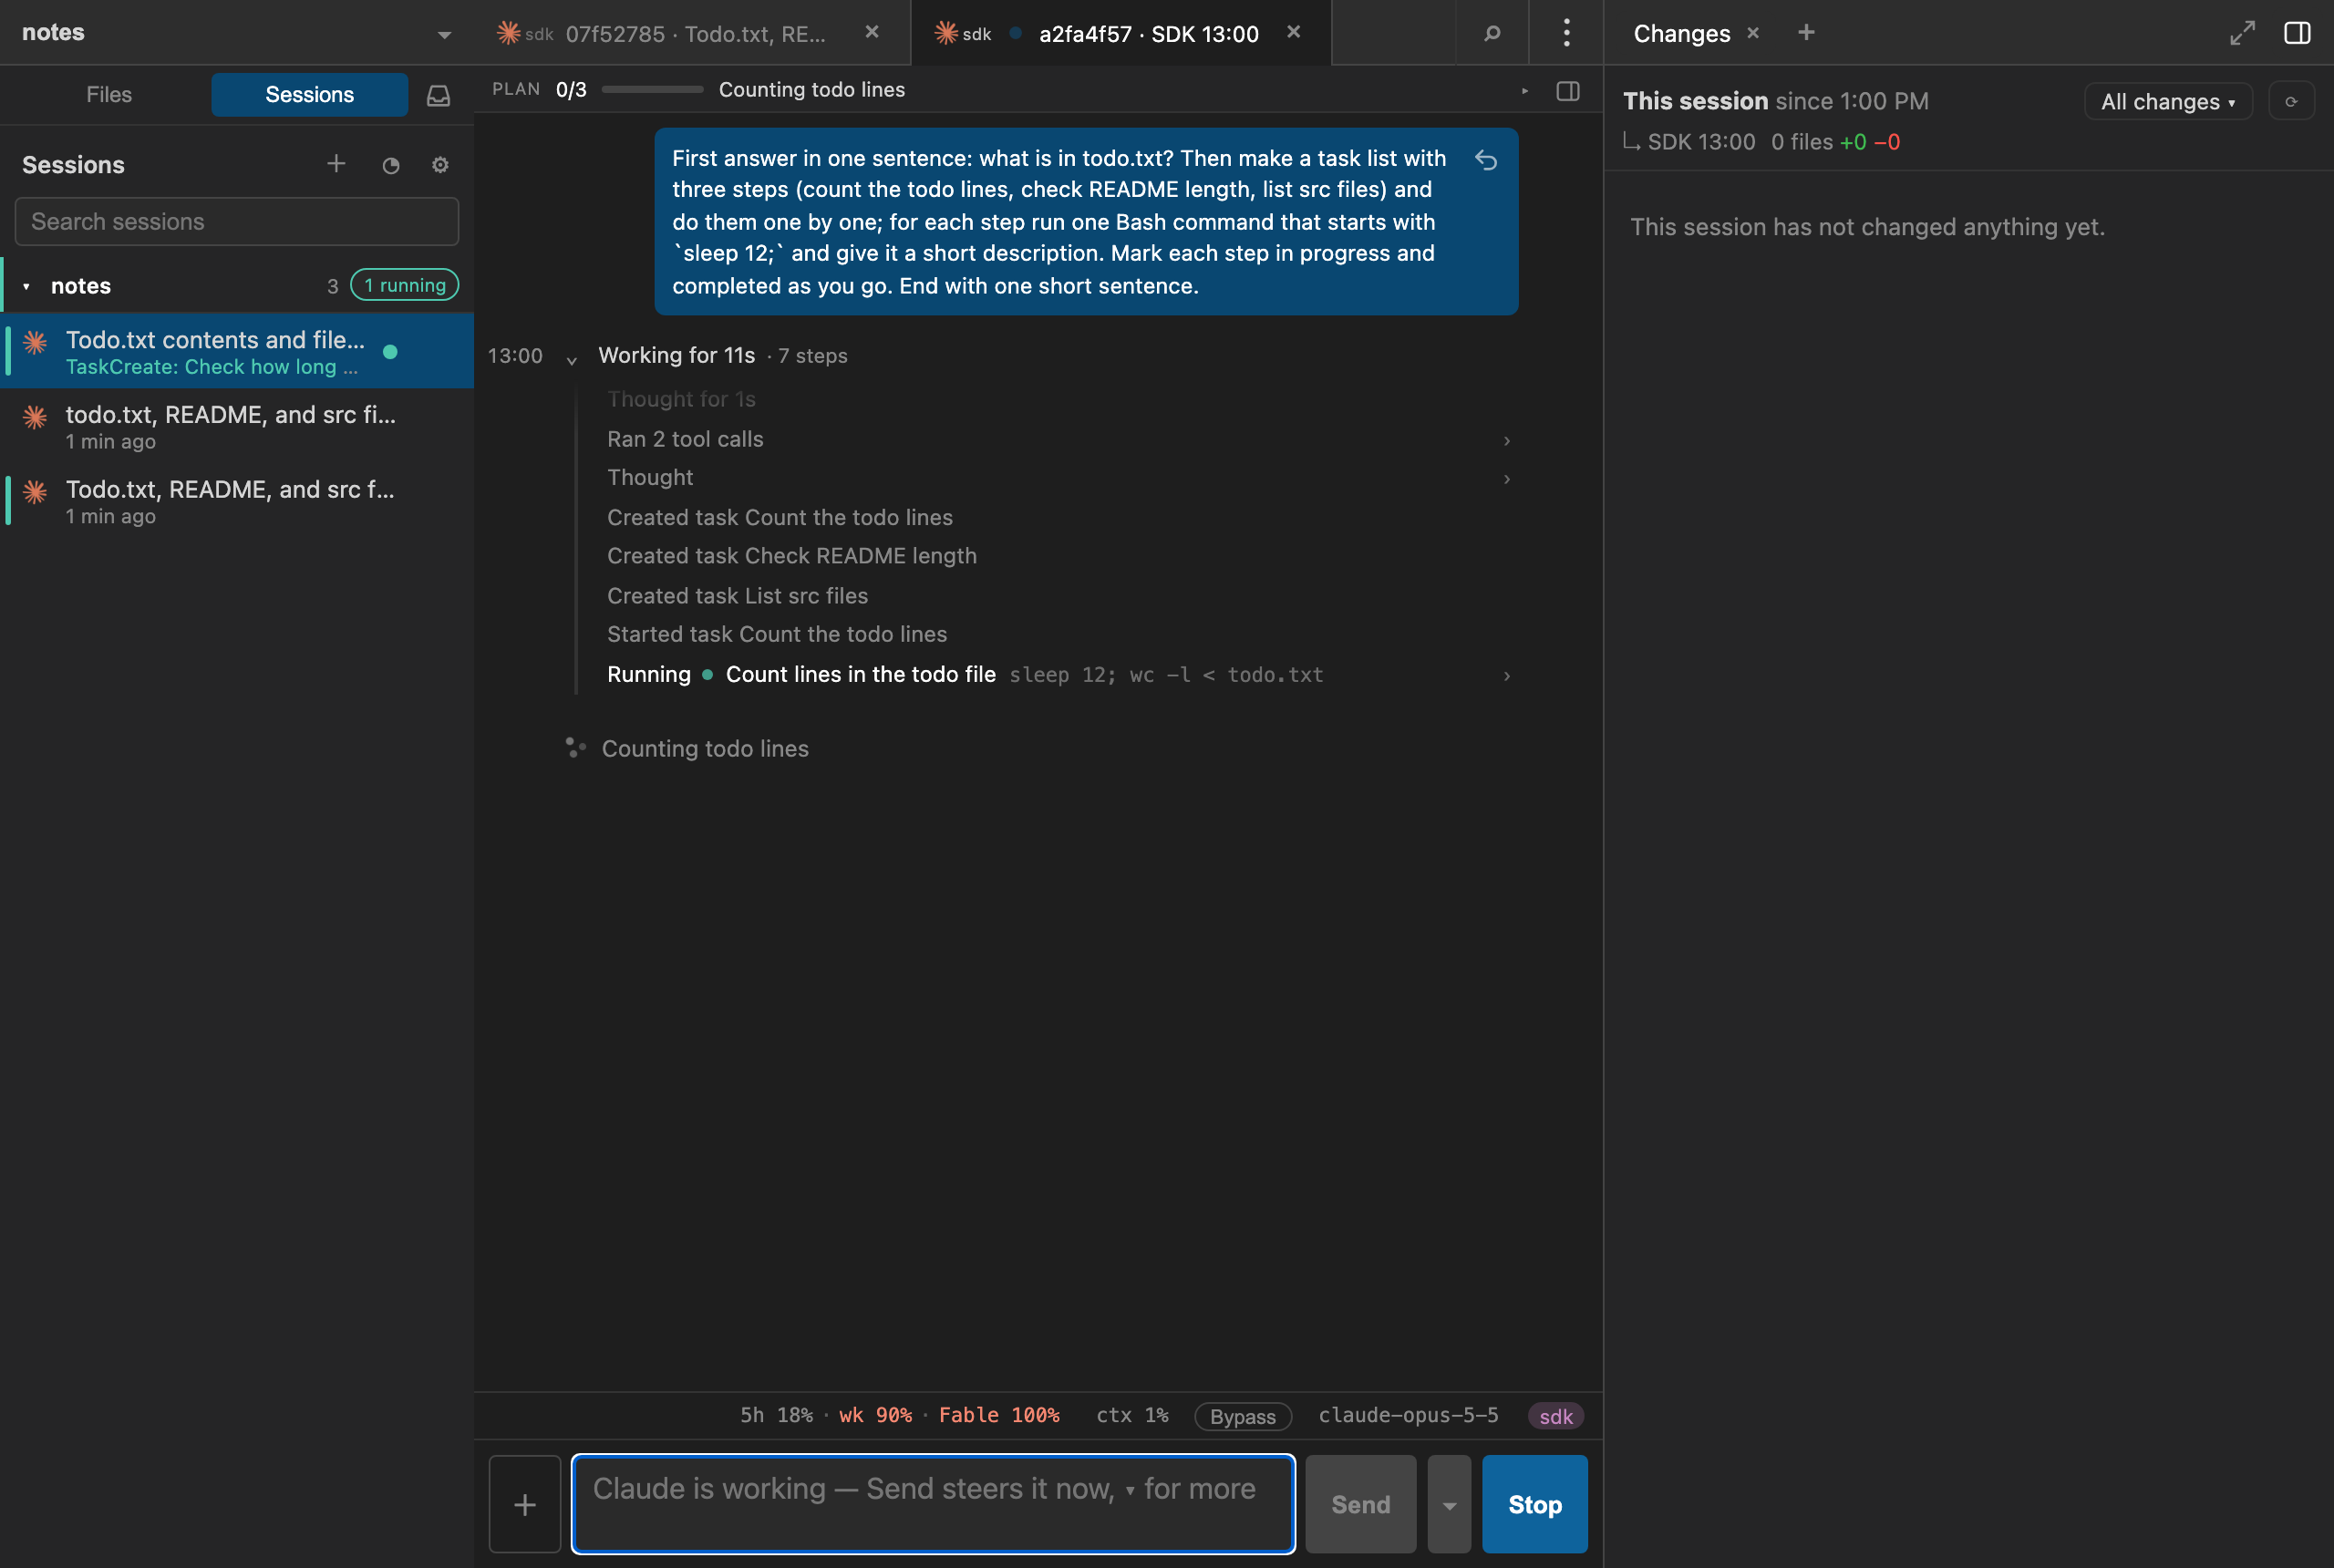 notes
Files
Sessions
Sessions
Search sessions
notes
3
1 running
Todo.txt contents and file...
TaskCreate: Check how long ...
todo.txt, README, and src fi...
1 min ago
Todo.txt, README, and src f...
1 min ago
sdk 07f52785 · Todo.txt, RE...
sdk a2fa4f57 · SDK 13:00
PLAN 0/3 Counting todo lines
First answer in one sentence: what is in todo.txt? Then make a task list with
three steps (count the todo lines, check README length, list src files) and
do them one by one; for each step run one Bash command that starts with
`sleep 12;` and give it a short description. Mark each step in progress and
completed as you go. End with one short sentence.
13:00 Working for 11s · 7 steps
Thought for 1s
Ran 2 tool calls
Thought
Created task Count the todo lines
Created task Check README length
Created task List src files
Started task Count the todo lines
Running Count lines in the todo file sleep 12; wc -l < todo.txt
Counting todo lines
5h 18% · wk 90% · Fable 100% ctx 1% Bypass claude-opus-5-5 sdk
Claude is working — Send steers it now, ▾ for more
Send
Stop
Changes
This session since 1:00 PM
All changes ▾
SDK 13:00 0 files +0 −0
This session has not changed anything yet.